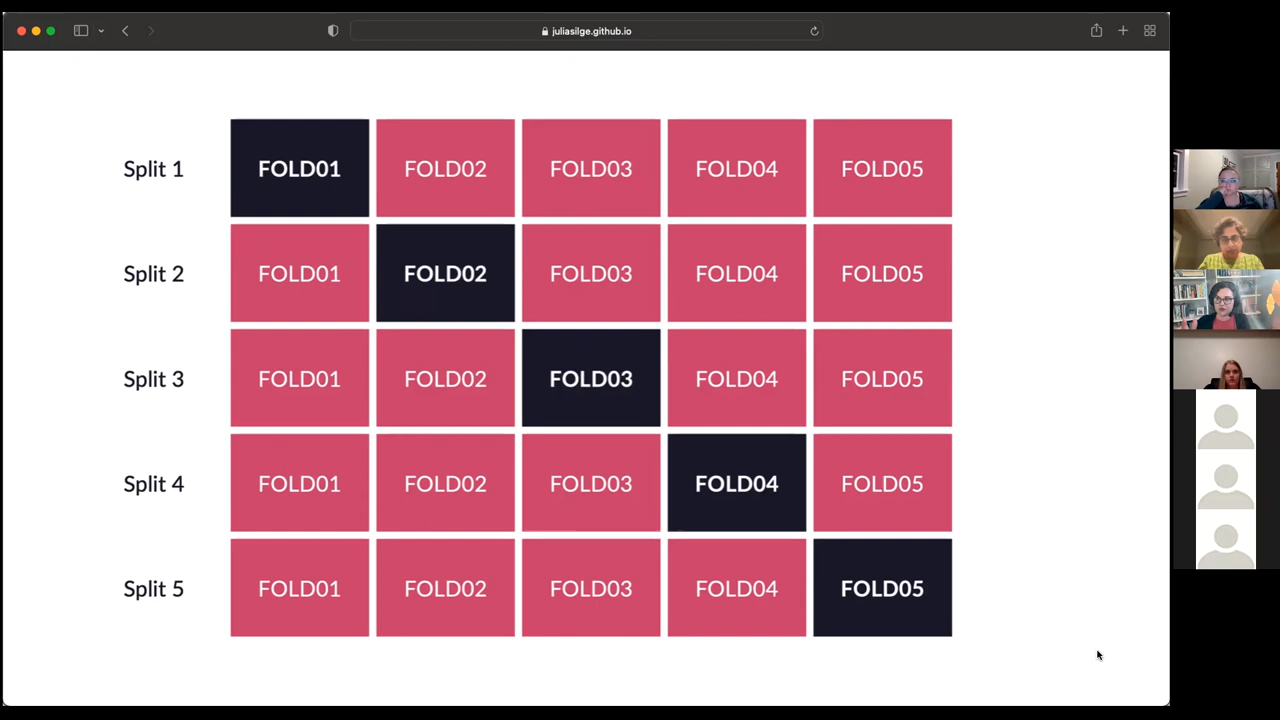 juliasilge.github.io
Split 1 FOLD01 FOLD02 FOLD03 FOLD04 FOLD05
Split 2 FOLD01 FOLD02 FOLD03 FOLD04 FOLD05
Split 3 FOLD01 FOLD02 FOLD03 FOLD04 FOLD05
Split 4 FOLD01 FOLD02 FOLD03 FOLD04 FOLD05
Split 5 FOLD01 FOLD02 FOLD03 FOLD04 FOLD05